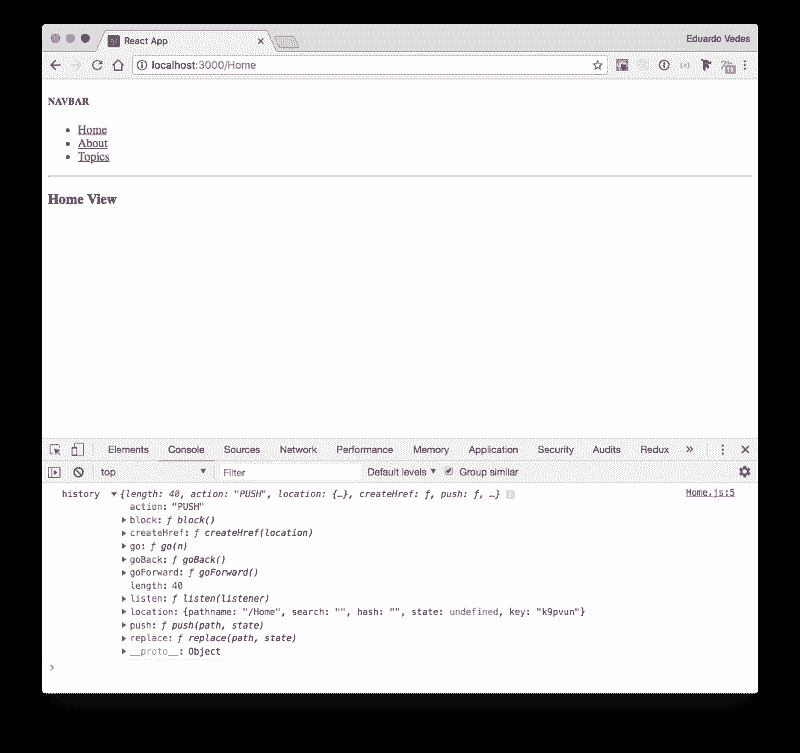 React App
Eduardo Vedes
localhost:3000/Home
NAVBAR
Home
About
Topics
Home View
Elements Console Sources Network Performance Memory Application Security Audits Redux »
top Filter Default levels Group similar
history {length: 40, action: "PUSH", location: {…}, createHref: ƒ, push: ƒ, …} Home.js:5
action: "PUSH"
block: ƒ block()
createHref: ƒ createHref(location)
go: ƒ go(n)
goBack: ƒ goBack()
goForward: ƒ goForward()
length: 40
listen: ƒ listen(listener)
location: {pathname: "/Home", search: "", hash: "", state: undefined, key: "k9pvun"}
push: ƒ push(path, state)
replace: ƒ replace(path, state)
__proto__: Object